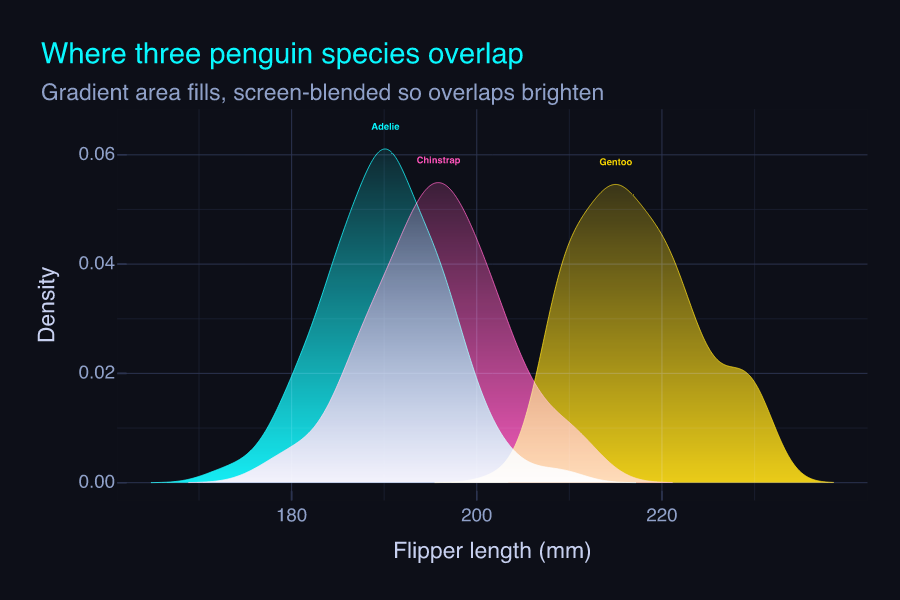 Where three penguin species overlap
Gradient area fills, screen-blended so overlaps brighten
Adelie
Chinstrap
Gentoo
0.06
0.04
0.02
0.00
Density
180
200
220
Flipper length (mm)